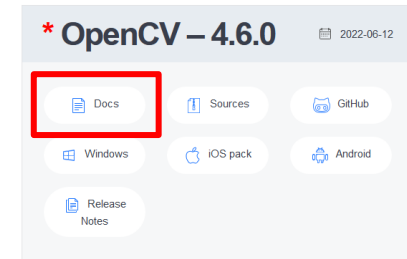 * OpenCV – 4.6.0
2022-06-12
Docs
Sources
GitHub
Windows
iOS pack
Android
Release
Notes